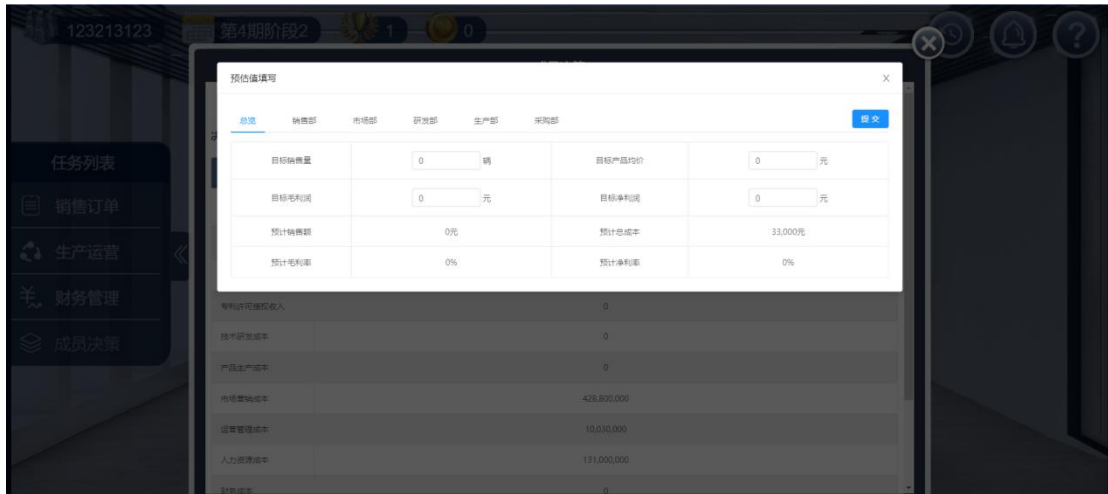 123213123 第4期阶段2 1 0
预估值填写 X
总览 销售部 市场部 研发部 生产部 采购部 提交
目标销售量 0 辆 目标产品均价 0 元
目标毛利润 0 元 目标净利润 0 元
预计销售额 0元 预计总成本 33,000元
预计毛利率 0% 预计净利率 0%
任务列表
销售订单
生产运营
财务管理
成员决策
专利许可授权收入 0
技术研发成本 0
产品生产成本 0
市场营销成本 428,800,000
运营管理成本 10,030,000
人力资源成本 131,000,000
财务成本 0